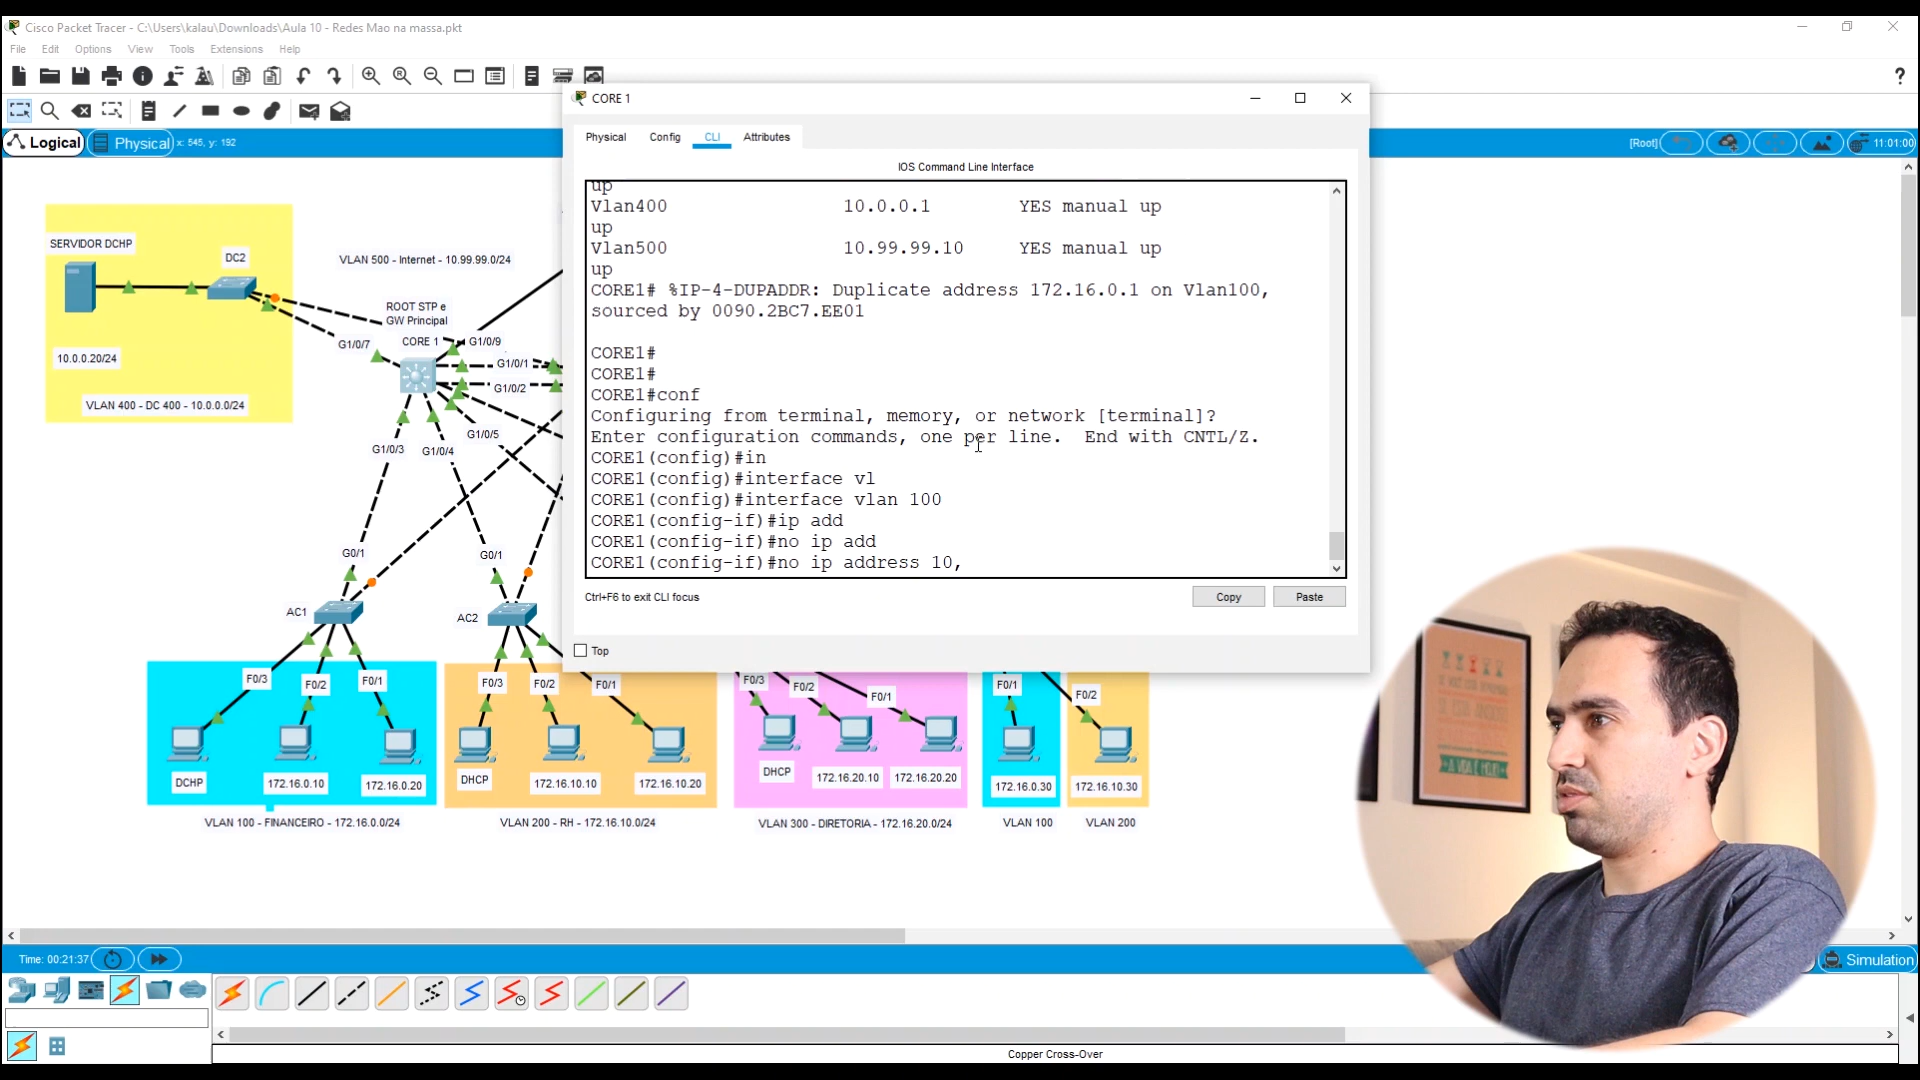 Cisco Packet Tracer - C:\Users\kalau\Downloads\Aula 10 - Redes Mao na massa.pkt
File Edit Options View Tools Extensions Help
Logical
Physical
x: 545, y: 192
[Root]
11:01:00
CORE 1
Physical Config CLI Attributes
IOS Command Line Interface
up
Vlan400 10.0.0.1 YES manual up
up
Vlan500 10.99.99.10 YES manual up
up
CORE1# %IP-4-DUPADDR: Duplicate address 172.16.0.1 on Vlan100,
sourced by 0090.2BC7.EE01
CORE1#
CORE1#
CORE1#conf
Configuring from terminal, memory, or network [terminal]?
Enter configuration commands, one per line.  End with CNTL/Z.
CORE1(config)#in
CORE1(config)#interface vl
CORE1(config)#interface vlan 100
CORE1(config-if)#ip add
CORE1(config-if)#no ip add
CORE1(config-if)#no ip address 10,
Ctrl+F6 to exit CLI focus
Copy
Paste
Top
SERVIDOR DCHP
DC2
10.0.0.20/24
VLAN 400 - DC 400 - 10.0.0.0/24
VLAN 500 - Internet - 10.99.99.0/24
ROOT STP e
GW Principal
CORE 1
G1/0/7
G1/0/9
G1/0/1
G1/0/2
G1/0/5
G1/0/3
G1/0/4
G0/1
G0/1
AC1
AC2
F0/3
F0/2
F0/1
F0/3
F0/2
F0/1
F0/3
F0/2
F0/1
F0/1
F0/2
DCHP
172.16.0.10
172.16.0.20
DHCP
172.16.10.10
172.16.10.20
DHCP
172.16.20.10
172.16.20.20
172.16.0.30
172.16.10.30
VLAN 100 - FINANCEIRO - 172.16.0.0/24
VLAN 200 - RH - 172.16.10.0/24
VLAN 300 - DIRETORIA - 172.16.20.0/24
VLAN 100
VLAN 200
Time: 00:21:37
Simulation
Copper Cross-Over